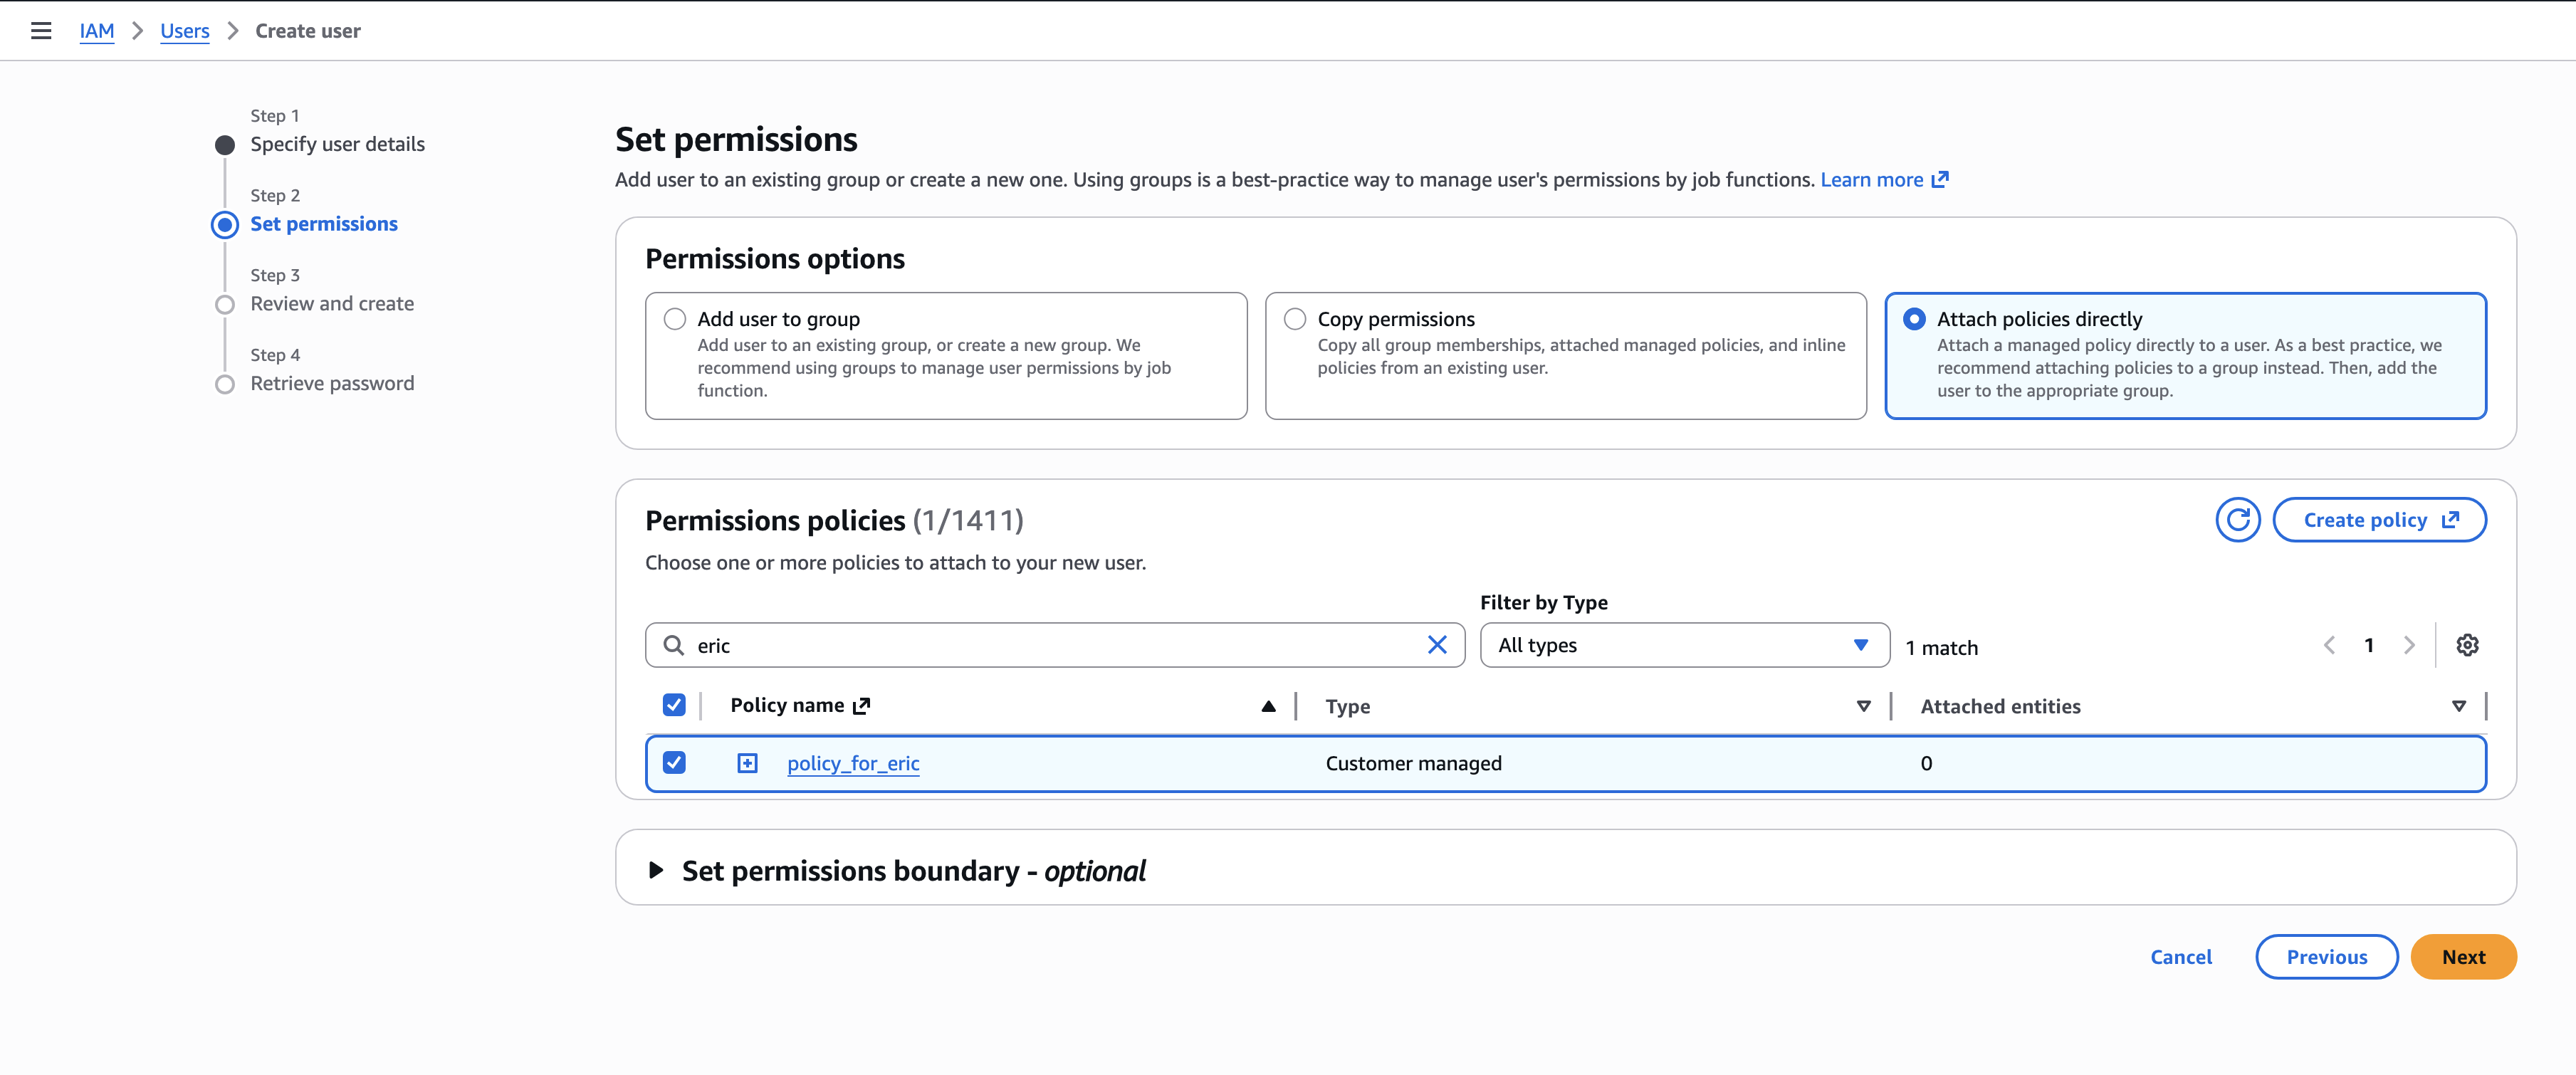 IAM > Users > Create user
Step 1
Specify user details
Step 2
Set permissions
Step 3
Review and create
Step 4
Retrieve password
Set permissions
Add user to an existing group or create a new one. Using groups is a best-practice way to manage user's permissions by job functions. Learn more
Permissions options
Add user to group
Add user to an existing group, or create a new group. We
recommend using groups to manage user permissions by job
function.
Copy permissions
Copy all group memberships, attached managed policies, and inline
policies from an existing user.
Attach policies directly
Attach a managed policy directly to a user. As a best practice, we
recommend attaching policies to a group instead. Then, add the
user to the appropriate group.
Permissions policies (1/1411)
Create policy
Choose one or more policies to attach to your new user.
Filter by Type
eric
All types
1 match
1
Policy name
Type
Attached entities
policy_for_eric
Customer managed
0
Set permissions boundary - optional
Cancel
Previous
Next